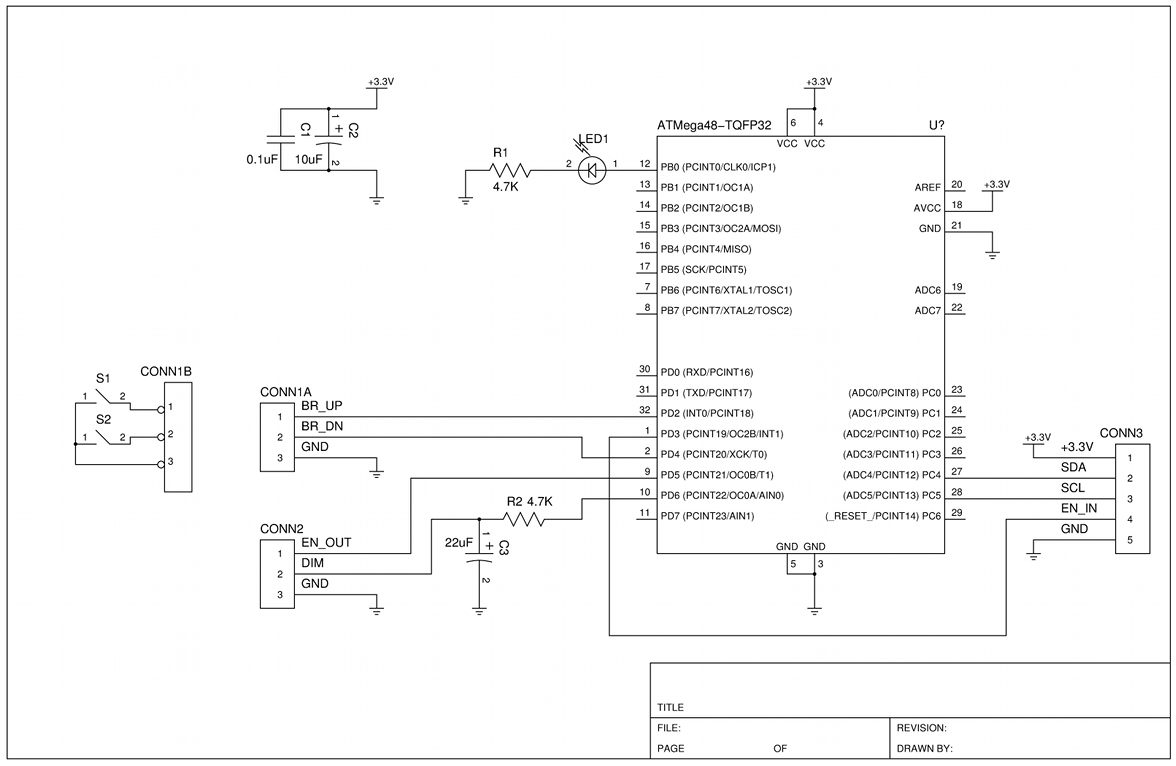 +3.3V
C1
0.1uF
1
+
C2
10uF
2
+3.3V
6 4
VCC VCC
ATMega48-TQFP32 U?
LED1
R1
4.7K
2 1
12 PB0 (PCINT0/CLK0/ICP1)
13 PB1 (PCINT1/OC1A)
14 PB2 (PCINT2/OC1B)
15 PB3 (PCINT3/OC2A/MOSI)
16 PB4 (PCINT4/MISO)
17 PB5 (SCK/PCINT5)
7 PB6 (PCINT6/XTAL1/TOSC1)
8 PB7 (PCINT7/XTAL2/TOSC2)
AREF 20
+3.3V
AVCC 18
GND 21
ADC6 19
ADC7 22
30 PD0 (RXD/PCINT16)
31 PD1 (TXD/PCINT17)
32 PD2 (INT0/PCINT18)
1 PD3 (PCINT19/OC2B/INT1)
2 PD4 (PCINT20/XCK/T0)
9 PD5 (PCINT21/OC0B/T1)
10 PD6 (PCINT22/OC0A/AIN0)
11 PD7 (PCINT23/AIN1)
(ADC0/PCINT8) PC0 23
(ADC1/PCINT9) PC1 24
(ADC2/PCINT10) PC2 25
(ADC3/PCINT11) PC3 26
(ADC4/PCINT12) PC4 27
(ADC5/PCINT13) PC5 28
(_RESET_/PCINT14) PC6 29
GND GND
5 3
CONN1B
S1
1 2
1
S2
1 2
2
3
CONN1A
1 BR_UP
2 BR_DN
3 GND
CONN2
1 EN_OUT
2 DIM
3 GND
R2 4.7K
22uF
1
+
C3
2
CONN3
+3.3V
+3.3V 1
SDA 2
SCL 3
EN_IN 4
GND 5
TITLE
FILE: REVISION:
PAGE OF DRAWN BY: